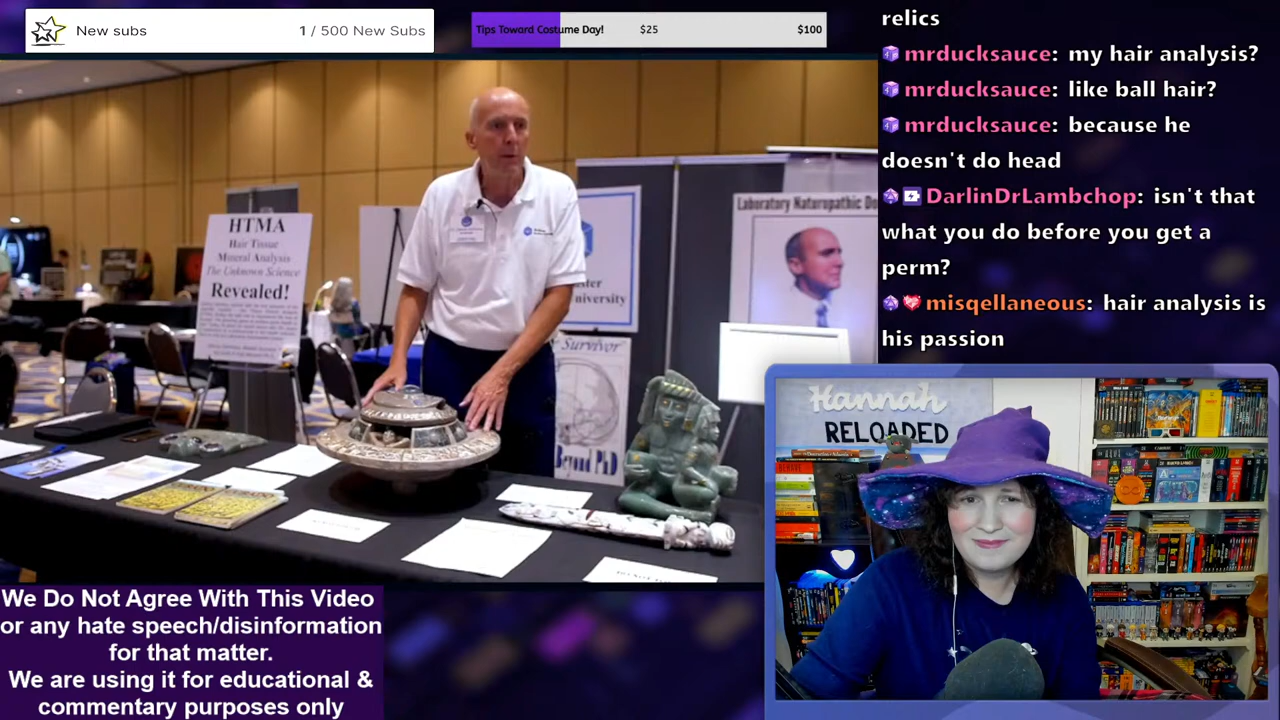 New subs
1 / 500 New Subs
Tips Toward Costume Day!
$25
$100
relics
mrducksauce: my hair analysis?
mrducksauce: like ball hair?
mrducksauce: because he
doesn't do head
DarlinDrLambchop: isn't that
what you do before you get a
perm?
misqellaneous: hair analysis is
his passion
HTMA
Hair Tissue
Mineral Analysis
The Unknown Science
Revealed!
Laboratory Naturopathic Do
Survivor
Beyond PhD
Hannah
RELOADED
We Do Not Agree With This Video
or any hate speech/disinformation
for that matter.
We are using it for educational &
commentary purposes only